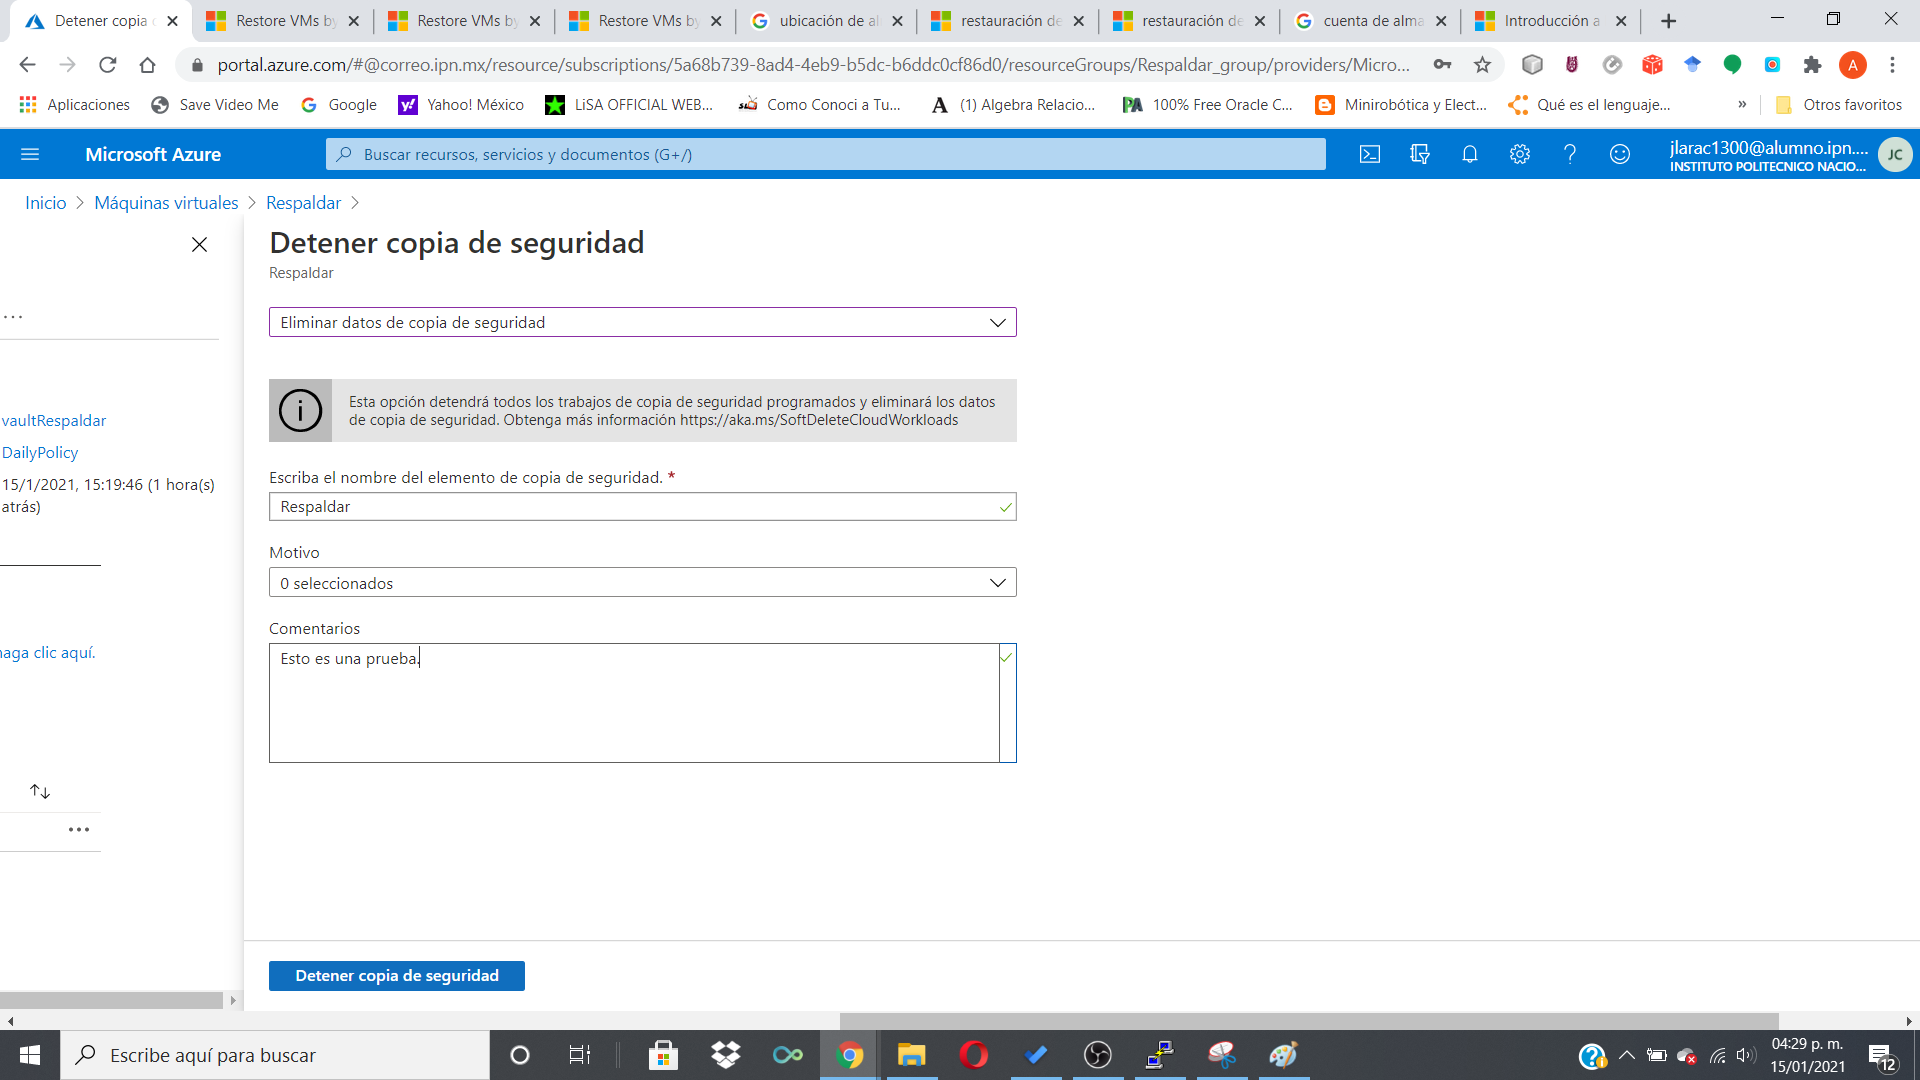 Detener copia
Restore VMs by
Restore VMs by
Restore VMs by
ubicación de al
restauración de
restauración de
cuenta de alma
Introducción a
portal.azure.com/#@correo.ipn.mx/resource/subscriptions/5a68b739-8ad4-4eb9-b5dc-b6ddc0cf86d0/resourceGroups/Respaldar_group/providers/Micro...
A
Aplicaciones
Save Video Me
Google
Yahoo! México
LiSA OFFICIAL WEB...
Como Conoci a Tu...
(1) Algebra Relacio...
100% Free Oracle C...
Minirobótica y Elect...
Qué es el lenguaje...
»
Otros favoritos
Microsoft Azure
Buscar recursos, servicios y documentos (G+/)
jlarac1300@alumno.ipn....
INSTITUTO POLITECNICO NACIO...
JC
Inicio > Máquinas virtuales > Respaldar >
Detener copia de seguridad
Respaldar
...
Eliminar datos de copia de seguridad
Esta opción detendrá todos los trabajos de copia de seguridad programados y eliminará los datos
de copia de seguridad. Obtenga más información https://aka.ms/SoftDeleteCloudWorkloads
vaultRespaldar
DailyPolicy
15/1/2021, 15:19:46 (1 hora(s)
atrás)
Escriba el nombre del elemento de copia de seguridad. *
Respaldar
Motivo
0 seleccionados
Comentarios
Esto es una prueba.
haga clic aquí.
Detener copia de seguridad
Escribe aquí para buscar
04:29 p. m.
15/01/2021
12